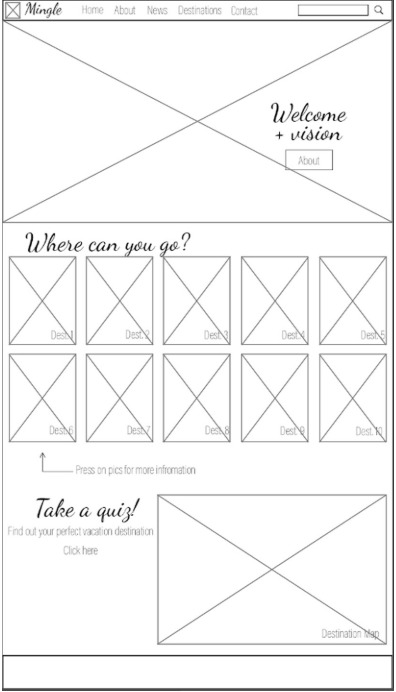 Mingle Home About News Destinations Contact
Welcome
+ vision
About
Where can you go?
Dest.1 Dest.2 Dest.3 Dest.4 Dest.5
Dest.6 Dest.7 Dest.8 Dest.9 Dest.10
Press on pics for more infromation
Take a quiz!
Find out your perfect vacation destination
Click here
Destination Map